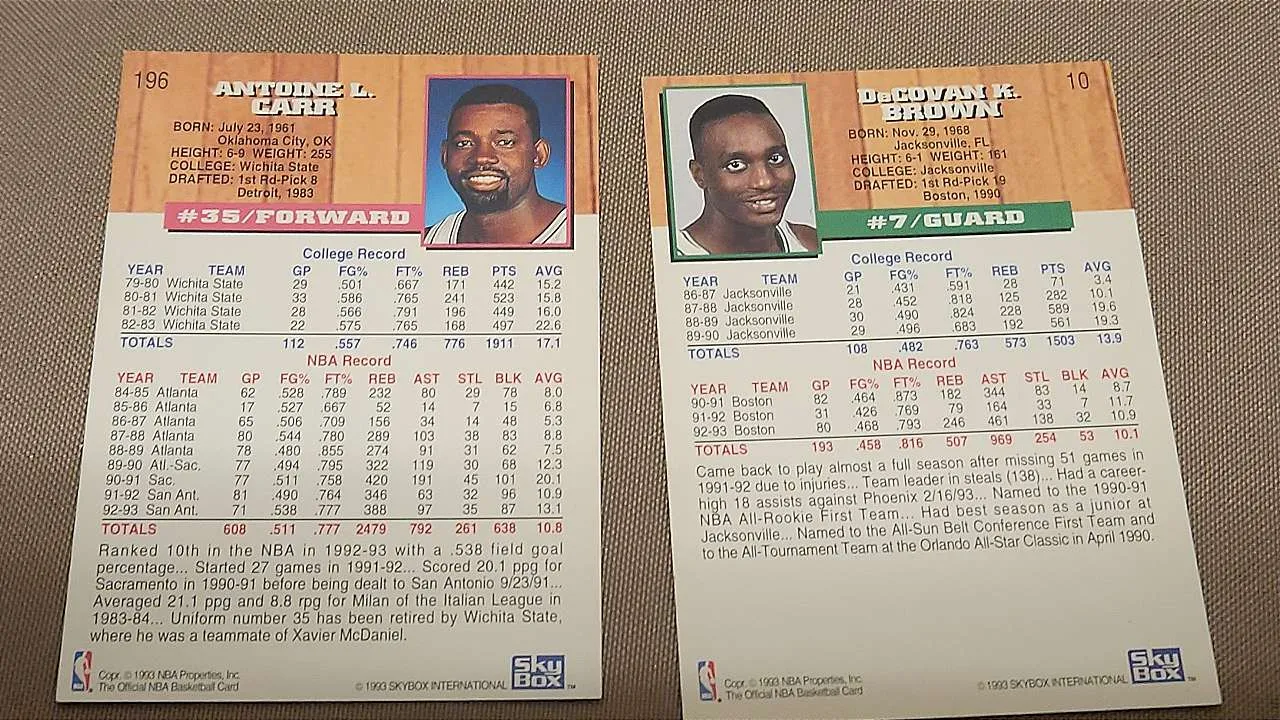 196
ANTOINE L.
CARR
BORN: July 23, 1961
Oklahoma City, OK
HEIGHT: 6-9 WEIGHT: 255
COLLEGE: Wichita State
DRAFTED: 1st Rd-Pick 8
Detroit, 1983
#35/FORWARD
College Record
YEAR TEAM GP FG% FT% REB PTS AVG
79-80 Wichita State 29 .501 .667 171 442 15.2
80-81 Wichita State 33 .586 .765 241 523 15.8
81-82 Wichita State 28 .566 .791 196 449 16.0
82-83 Wichita State 22 .575 .765 168 497 22.6
TOTALS 112 .557 .746 776 1911 17.1
NBA Record
YEAR TEAM GP FG% FT% REB AST STL BLK AVG
84-85 Atlanta 62 .528 .789 232 80 29 78 8.0
85-86 Atlanta 17 .527 .667 52 14 7 15 6.8
86-87 Atlanta 65 .506 .709 156 34 14 48 5.3
87-88 Atlanta 80 .544 .780 289 103 38 83 8.8
88-89 Atlanta 78 .480 .855 274 91 31 62 7.5
89-90 Atl.-Sac. 77 .494 .795 322 119 30 68 12.3
90-91 Sac. 77 .511 .758 420 191 45 101 20.1
91-92 San Ant. 81 .490 .764 346 63 32 96 10.9
92-93 San Ant. 71 .538 .777 388 97 35 87 13.1
TOTALS 608 .511 .777 2479 792 261 638 10.8
Ranked 10th in the NBA in 1992-93 with a .538 field goal
percentage... Started 27 games in 1991-92... Scored 20.1 ppg for
Sacramento in 1990-91 before being dealt to San Antonio 9/23/91...
Averaged 21.1 ppg and 8.8 rpg for Milan of the Italian League in
1983-84... Uniform number 35 has been retired by Wichita State,
where he was a teammate of Xavier McDaniel.
NBA
Copr. © 1993 NBA Properties, Inc.
The Official NBA Basketball Card
© 1993 SKYBOX INTERNATIONAL
Sky
BOX
TM
10
DeCOVAN K.
BROWN
BORN: Nov. 29, 1968
Jacksonville, FL
HEIGHT: 6-1 WEIGHT: 161
COLLEGE: Jacksonville
DRAFTED: 1st Rd-Pick 19
Boston, 1990
#7/GUARD
College Record
YEAR TEAM GP FG% FT% REB PTS AVG
86-87 Jacksonville 21 .431 .591 28 71 3.4
87-88 Jacksonville 28 .452 .818 125 282 10.1
88-89 Jacksonville 30 .490 .824 228 589 19.6
89-90 Jacksonville 29 .496 .683 192 561 19.3
TOTALS 108 .482 .763 573 1503 13.9
NBA Record
YEAR TEAM GP FG% FT% REB AST STL BLK AVG
90-91 Boston 82 .464 .873 182 344 83 14 8.7
91-92 Boston 31 .426 .769 79 164 33 7 11.7
92-93 Boston 80 .468 .793 246 461 138 32 10.9
TOTALS 193 .458 .816 507 969 254 53 10.1
Came back to play almost a full season after missing 51 games in
1991-92 due to injuries... Team leader in steals (138)... Had a career-
high 18 assists against Phoenix 2/16/93... Named to the 1990-91
NBA All-Rookie First Team... Had best season as a junior at
Jacksonville... Named to the All-Sun Belt Conference First Team and
to the All-Tournament Team at the Orlando All-Star Classic in April 1990.
NBA
Copr. © 1993 NBA Properties, Inc.
The Official NBA Basketball Card
© 1993 SKYBOX INTERNATIONAL
Sky
BOX
TM